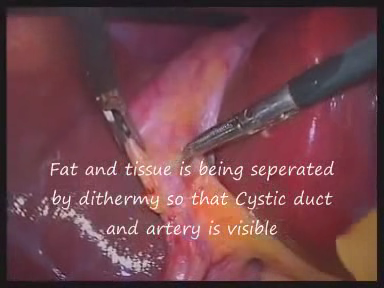 Fat and tissue is being seperated
by dithermy so that Cystic duct
and artery is visible